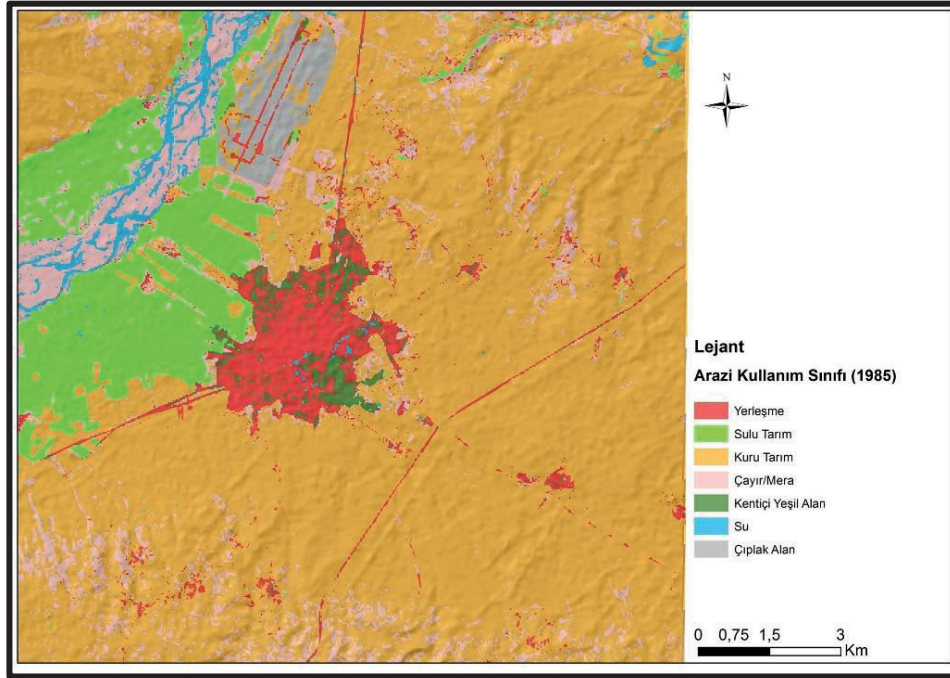 N
Lejant
Arazi Kullanım Sınıfı (1985)
Yerleşme
Sulu Tarım
Kuru Tarım
Çayır/Mera
Kentiçi Yeşil Alan
Su
Çıplak Alan
0 0,75 1,5 3
Km